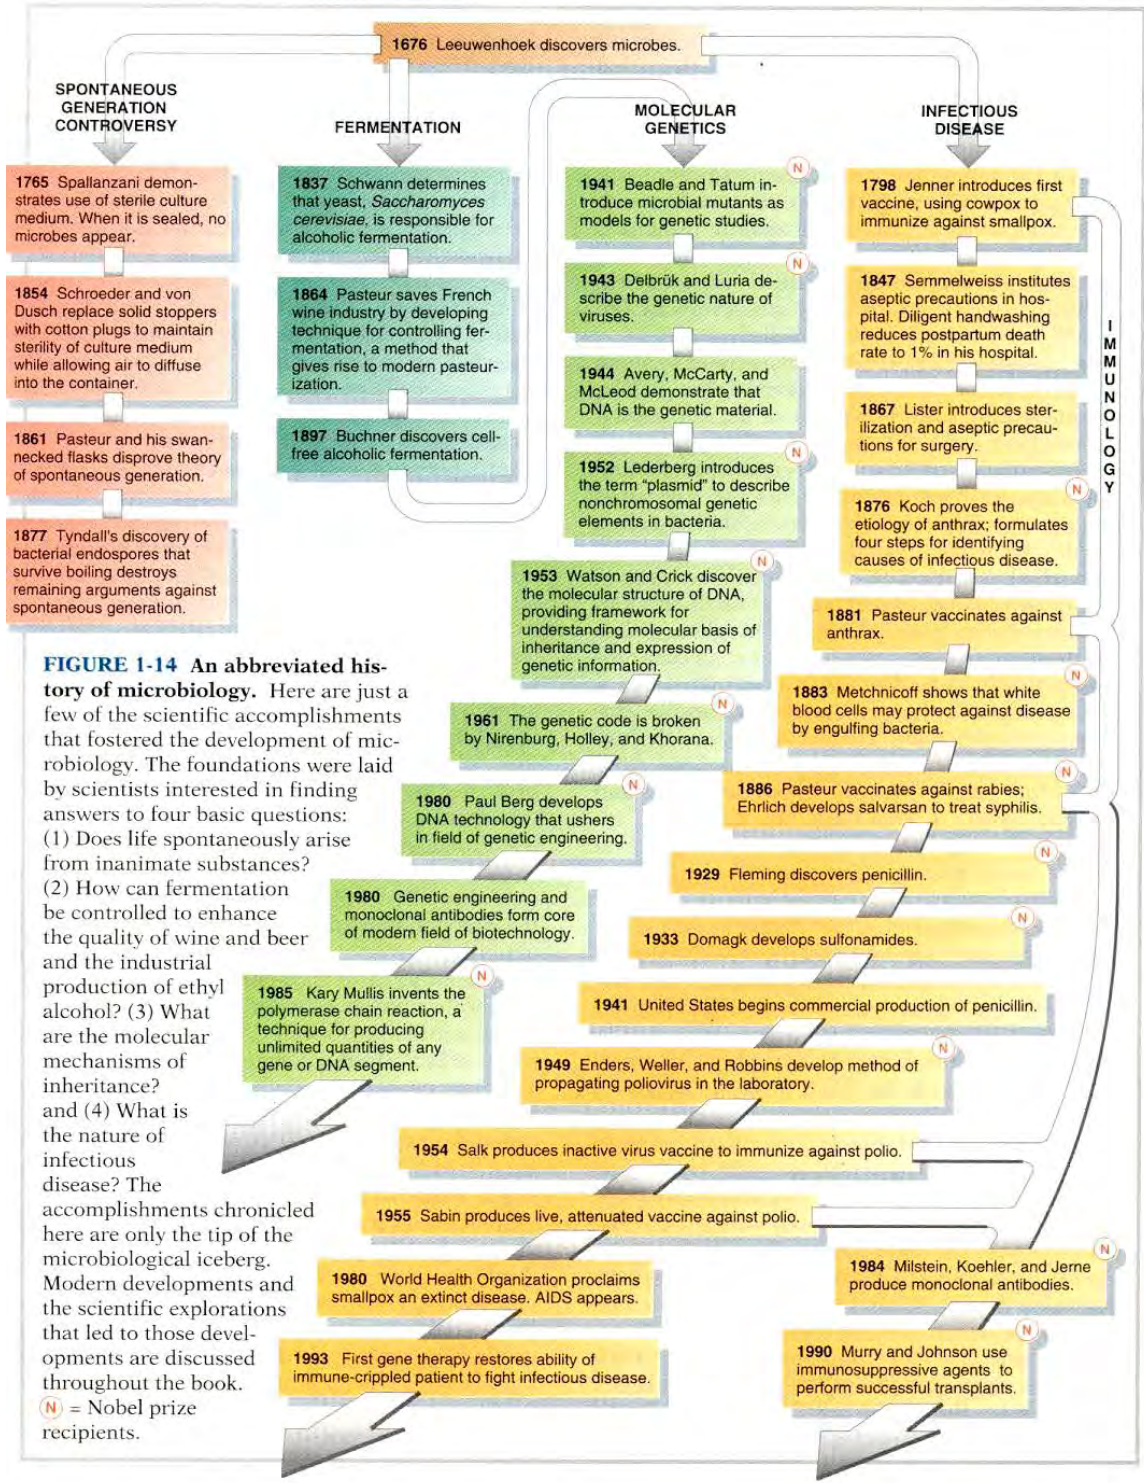 1676 Leeuwenhoek discovers microbes.
SPONTANEOUS
GENERATION
CONTROVERSY
1765 Spallanzani demon-
strates use of sterile culture
medium. When it is sealed, no
microbes appear.
1854 Schroeder and von
Dusch replace solid stoppers
with cotton plugs to maintain
sterility of culture medium
while allowing air to diffuse
into the container.
1861 Pasteur and his swan-
necked flasks disprove theory
of spontaneous generation.
1877 Tyndall's discovery of
bacterial endospores that
survive boiling destroys
remaining arguments against
spontaneous generation.
FERMENTATION
1837 Schwann determines
that yeast, Saccharomyces
cerevisiae, is responsible for
alcoholic fermentation.
1864 Pasteur saves French
wine industry by developing
technique for controlling fer-
mentation, a method that
gives rise to modern pasteur-
ization.
1897 Buchner discovers cell-
free alcoholic fermentation.
MOLECULAR
GENETICS
N
1941 Beadle and Tatum in-
troduce microbial mutants as
models for genetic studies.
N
1943 Delbrük and Luria de-
scribe the genetic nature of
viruses.
1944 Avery, McCarty, and
McLeod demonstrate that
DNA is the genetic material.
N
1952 Lederberg introduces
the term "plasmid" to describe
nonchromosomal genetic
elements in bacteria.
N
1953 Watson and Crick discover
the molecular structure of DNA,
providing framework for
understanding molecular basis of
inheritance and expression of
genetic information.
N
1961 The genetic code is broken
by Nirenburg, Holley, and Khorana.
N
1980 Paul Berg develops
DNA technology that ushers
in field of genetic engineering.
1980 Genetic engineering and
monoclonal antibodies form core
of modern field of biotechnology.
N
1985 Kary Mullis invents the
polymerase chain reaction, a
technique for producing
unlimited quantities of any
gene or DNA segment.
INFECTIOUS
DISEASE
1798 Jenner introduces first
vaccine, using cowpox to
immunize against smallpox.
1847 Semmelweiss institutes
aseptic precautions in hos-
pital. Diligent handwashing
reduces postpartum death
rate to 1% in his hospital.
1867 Lister introduces ster-
ilization and aseptic precau-
tions for surgery.
N
1876 Koch proves the
etiology of anthrax; formulates
four steps for identifying
causes of infectious disease.
1881 Pasteur vaccinates against
anthrax.
N
1883 Metchnicoff shows that white
blood cells may protect against disease
by engulfing bacteria.
N
1886 Pasteur vaccinates against rabies;
Ehrlich develops salvarsan to treat syphilis.
N
1929 Fleming discovers penicillin.
N
1933 Domagk develops sulfonamides.
1941 United States begins commercial production of penicillin.
N
1949 Enders, Weller, and Robbins develop method of
propagating poliovirus in the laboratory.
1954 Salk produces inactive virus vaccine to immunize against polio.
1955 Sabin produces live, attenuated vaccine against polio.
1980 World Health Organization proclaims
smallpox an extinct disease. AIDS appears.
1993 First gene therapy restores ability of
immune-crippled patient to fight infectious disease.
IMMUNOLOGY
N
1984 Milstein, Koehler, and Jerne
produce monoclonal antibodies.
N
1990 Murry and Johnson use
immunosuppressive agents to
perform successful transplants.
FIGURE 1-14 An abbreviated his-
tory of microbiology. Here are just a
few of the scientific accomplishments
that fostered the development of mic-
robiology. The foundations were laid
by scientists interested in finding
answers to four basic questions:
(1) Does life spontaneously arise
from inanimate substances?
(2) How can fermentation
be controlled to enhance
the quality of wine and beer
and the industrial
production of ethyl
alcohol? (3) What
are the molecular
mechanisms of
inheritance?
and (4) What is
the nature of
infectious
disease? The
accomplishments chronicled
here are only the tip of the
microbiological iceberg.
Modern developments and
the scientific explorations
that led to those devel-
opments are discussed
throughout the book.
N = Nobel prize
recipients.